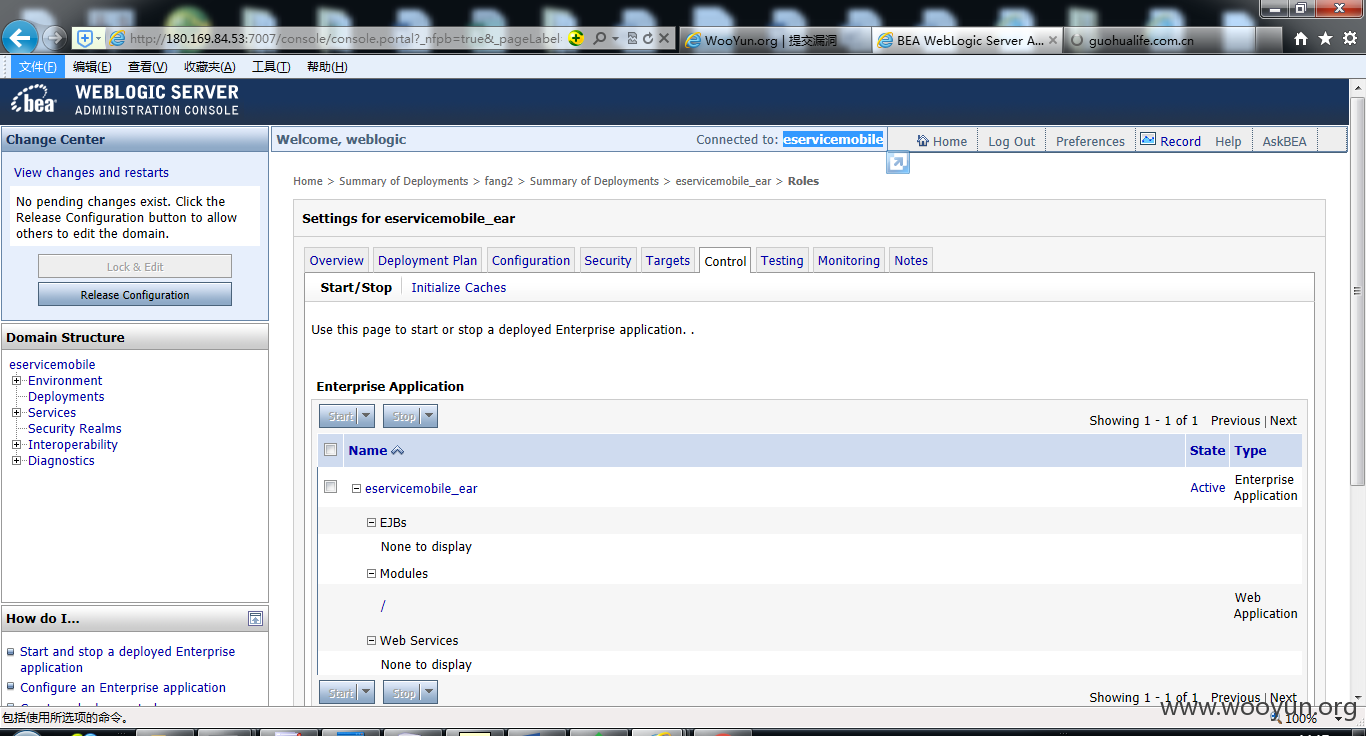 http://180.169.84.53:7007/console/console.portal?_nfpb=true&_pageLabel
WooYun.org | 提交漏洞
BEA WebLogic Server A...
guohualife.com.cn
文件(F) 编辑(E) 查看(V) 收藏夹(A) 工具(T) 帮助(H)
bea
WEBLOGIC SERVER
ADMINISTRATION CONSOLE
Change Center
View changes and restarts
No pending changes exist. Click the
Release Configuration button to allow
others to edit the domain.
Lock & Edit
Release Configuration
Domain Structure
eservicemobile
Environment
Deployments
Services
Security Realms
Interoperability
Diagnostics
How do I...
Start and stop a deployed Enterprise
application
Configure an Enterprise application
Welcome, weblogic
Connected to: eservicemobile
Home Log Out Preferences Record Help AskBEA
Home > Summary of Deployments > fang2 > Summary of Deployments > eservicemobile_ear > Roles
Settings for eservicemobile_ear
Overview Deployment Plan Configuration Security Targets Control Testing Monitoring Notes
Start/Stop Initialize Caches
Use this page to start or stop a deployed Enterprise application. .
Enterprise Application
Start Stop
Showing 1 - 1 of 1 Previous | Next
Name State Type
eservicemobile_ear Active Enterprise
Application
EJBs
None to display
Modules
/ Web
Application
Web Services
None to display
Start Stop
Showing 1 - 1 of 1 Previous | Next
www.wooyun.org
包括使用所选项的命令。
100%